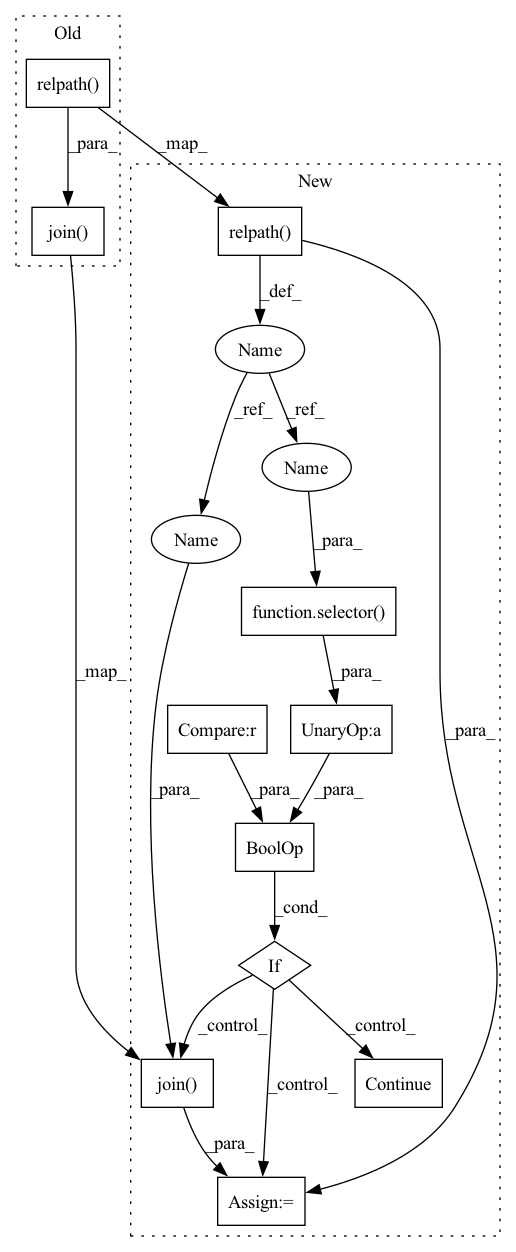 Old
relpath()
_para_
_map_
New
join()
relpath()
_def_
Name
_ref_
_ref_
Name
Name
_para_
function.selector()
_map_
_para_
_para_
Compare:r
UnaryOp:a
_para_
_para_
_para_
BoolOp
_cond_
If
_control_
_control_
join()
_control_
Continue
_para_
Assign:=